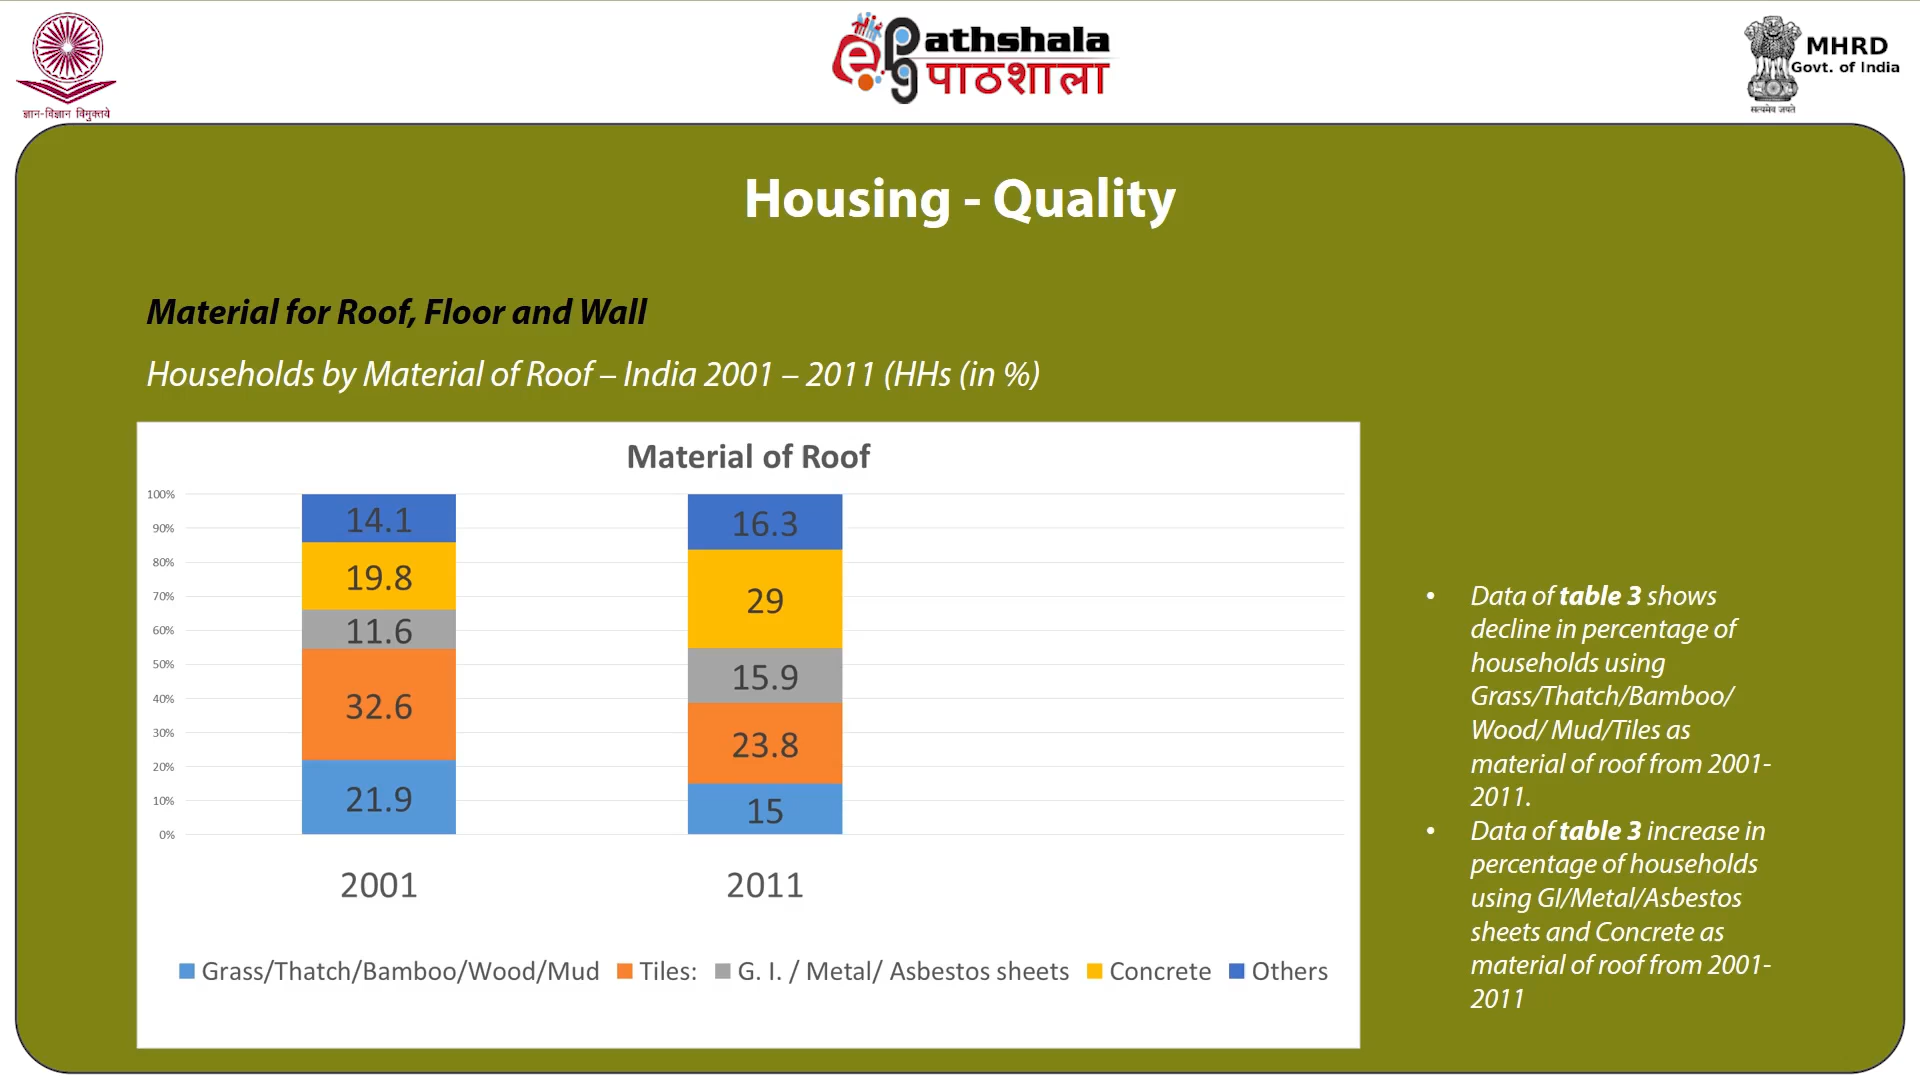 ज्ञान-विज्ञान विमुक्तये
ePG Pathshala
पाठशाला
MHRD
Govt. of India
सत्यमेव जयते
Housing - Quality
Material for Roof, Floor and Wall
Households by Material of Roof – India 2001 – 2011 (HHs (in %)
Material of Roof
100%
90%
80%
70%
60%
50%
40%
30%
20%
10%
0%
14.1
19.8
11.6
32.6
21.9
16.3
29
15.9
23.8
15
2001
2011
Grass/Thatch/Bamboo/Wood/Mud Tiles: G. I. / Metal/ Asbestos sheets Concrete Others
• Data of table 3 shows
decline in percentage of
households using
Grass/Thatch/Bamboo/
Wood/ Mud/Tiles as
material of roof from 2001-
2011.
• Data of table 3 increase in
percentage of households
using GI/Metal/Asbestos
sheets and Concrete as
material of roof from 2001-
2011